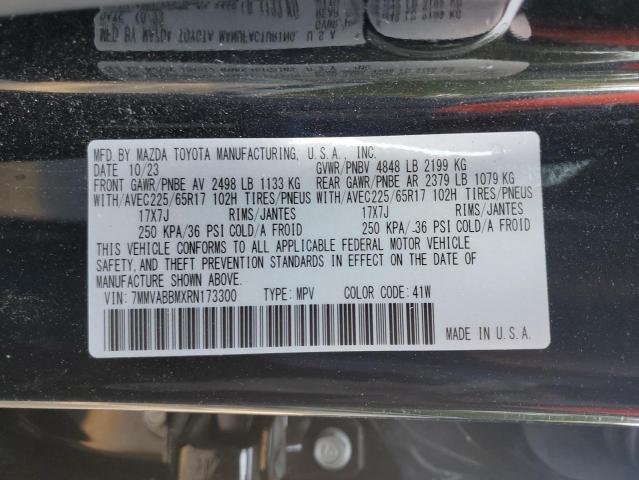 MFD. BY MAZDA TOYOTA MANUFACTURING, U.S.A., INC.
DATE 10/23 GVWR/PNBV 4848 LB 2199 KG
FRONT GAWR/PNBE AV 2498 LB 1133 KG REAR GAWR/PNBE AR 2379 LB 1079 KG
WITH/AVEC225/65R17 102H TIRES/PNEUS WITH/AVEC225/65R17 102H TIRES/PNEUS
17X7J RIMS/JANTES 17X7J RIMS/JANTES
250 KPA/36 PSI COLD/A FROID 250 KPA/36 PSI COLD/A FROID
THIS VEHICLE CONFORMS TO ALL APPLICABLE FEDERAL MOTOR VEHICLE
SAFETY, AND THEFT PREVENTION STANDARDS IN EFFECT ON THE DATE OF
MANUFACTURE SHOWN ABOVE.
VIN: 7MMVABBMXRN173300 TYPE: MPV COLOR CODE: 41W
MADE IN U.S.A.